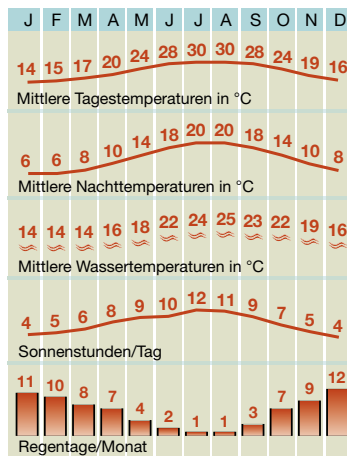 J F M A M J J A S O N D
14 15 17 20 24 28 30 30 28 24 19 16
Mittlere Tagestemperaturen in °C
6 6 8 10 14 18 20 20 18 14 10 8
Mittlere Nachttemperaturen in °C
14 14 14 16 18 22 24 25 23 22 19 16
Mittlere Wassertemperaturen in °C
4 5 6 8 9 10 12 11 9 7 5 4
Sonnenstunden/Tag
11 10 8 7 4 2 1 1 3 7 9 12
Regentage/Monat